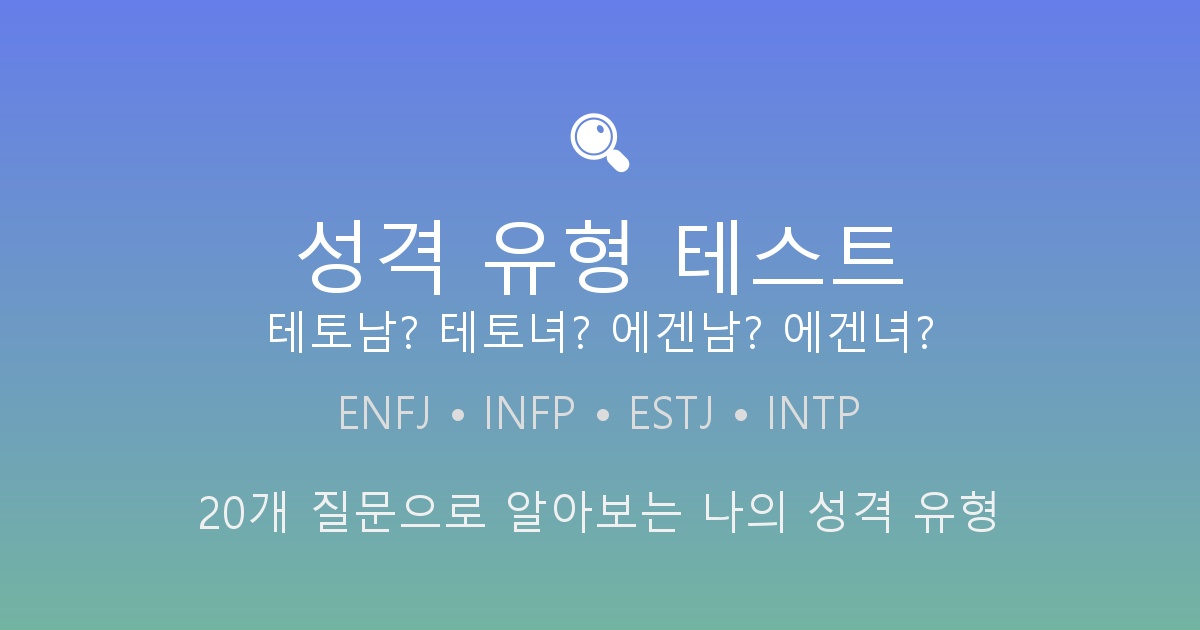 성격 유형 테스트
테토남? 테토녀? 에겐남? 에겐녀?
ENFJ • INFP • ESTJ • INTP
20개 질문으로 알아보는 나의 성격 유형